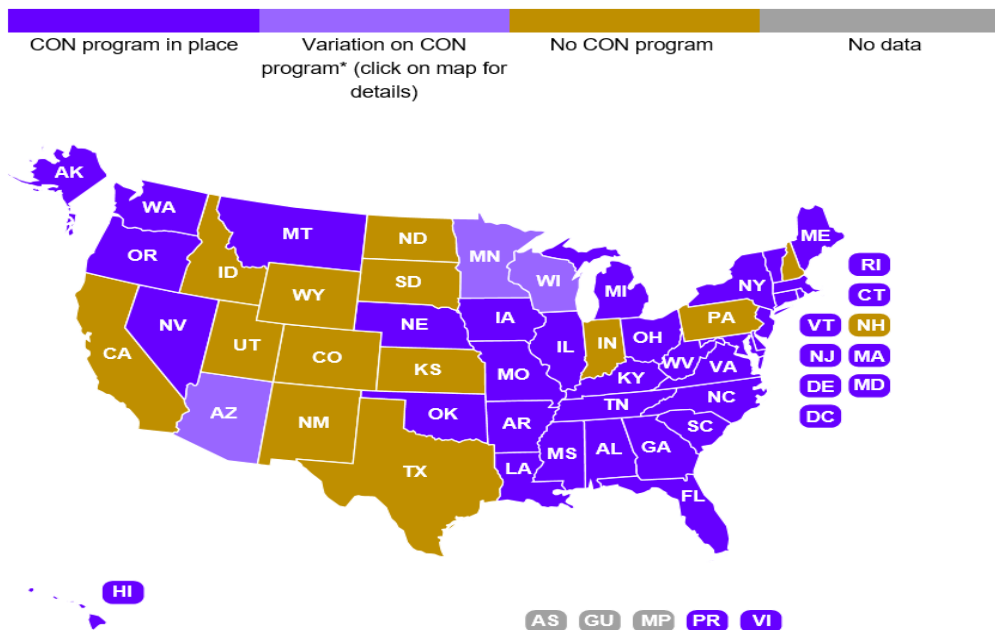 CON program in place
Variation on CON
program* (click on map for
details)
No CON program
No data
AK
WA
MT
ND
MN
ME
OR
ID
SD
WI
MI
NY
RI
WY
CT
NV
NE
IA
PA
VT
NH
CA
UT
CO
IL
IN
OH
NJ
MA
KS
MO
KY
WV
VA
DE
MD
AZ
NM
OK
AR
TN
NC
DC
TX
LA
MS
AL
GA
SC
FL
HI
AS
GU
MP
PR
VI